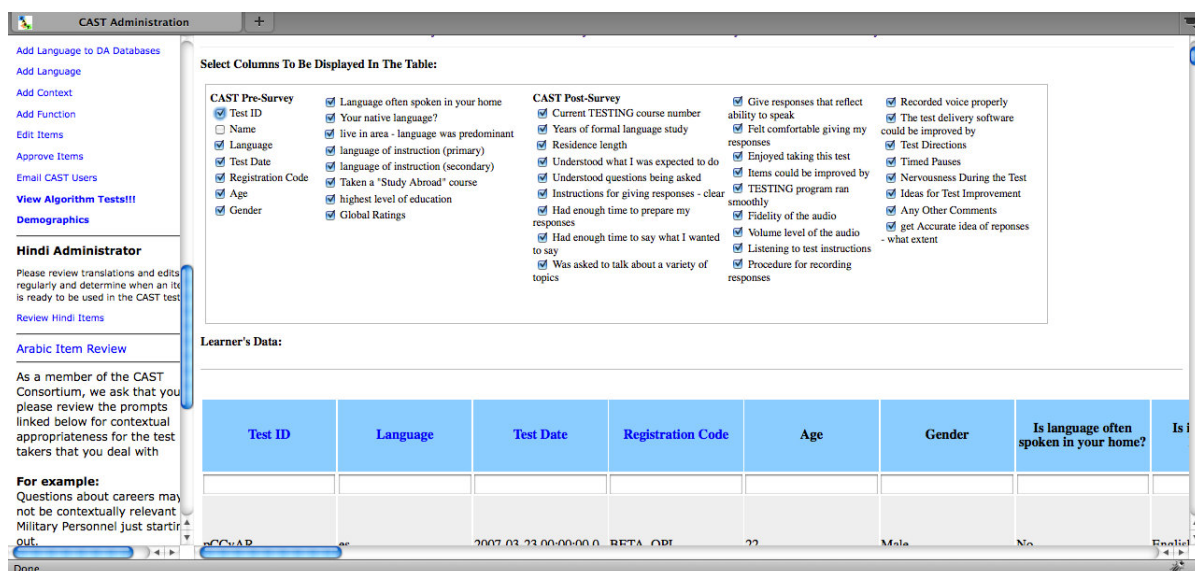 CAST Administration
+
Add Language to DA Databases
Add Language
Add Context
Add Function
Edit Items
Approve Items
Email CAST Users
View Algorithm Tests!!!
Demographics
Hindi Administrator
Please review translations and edits
regularly and determine when an
is ready to be used in the CAST
Review Hindi Items
Arabic Item Review
As a member of the CAST
Consortium, we ask that you
please review the prompts
linked below for contextual
appropriateness for the test
takers that you deal with
For example:
Questions about careers may
not be contextually relevant
Military Personnel just
out.
Select Columns To Be Displayed In The Table:
CAST Pre-Survey
Test ID
Name
Language
Test Date
Registration Code
Age
Gender
Language often spoken in your home
Your native language?
live in area - language was predominant
language of instruction (primary)
language of instruction (secondary)
Taken a "Study Abroad" course
highest level of education
Global Ratings
CAST Post-Survey
Current TESTING course number
Years of formal language study
Residence length
Understood what I was expected to do
Understood questions being asked
Instructions for giving responses - clear
Had enough time to prepare my
responses
Had enough time to say what I wanted
to say
Was asked to talk about a variety of
topics
Give responses that reflect
ability to speak
Felt comfortable giving my
responses
Enjoyed taking this test
Items could be improved by
TESTING program ran
smoothly
Fidelity of the audio
Volume level of the audio
Listening to test instructions
Procedure for recording
responses
Recorded voice properly
The test delivery software
could be improved by
Test Directions
Timed Pauses
Nervousness During the Test
Ideas for Test Improvement
Any Other Comments
get Accurate idea of reponses
- what extent
Learner's Data:
Test ID Language Test Date Registration Code Age Gender Is language often Is
spoken in your home?
pCCyAR es 2007-03-23 00:00:00.0 BETA_OPI 22 Male No
Done